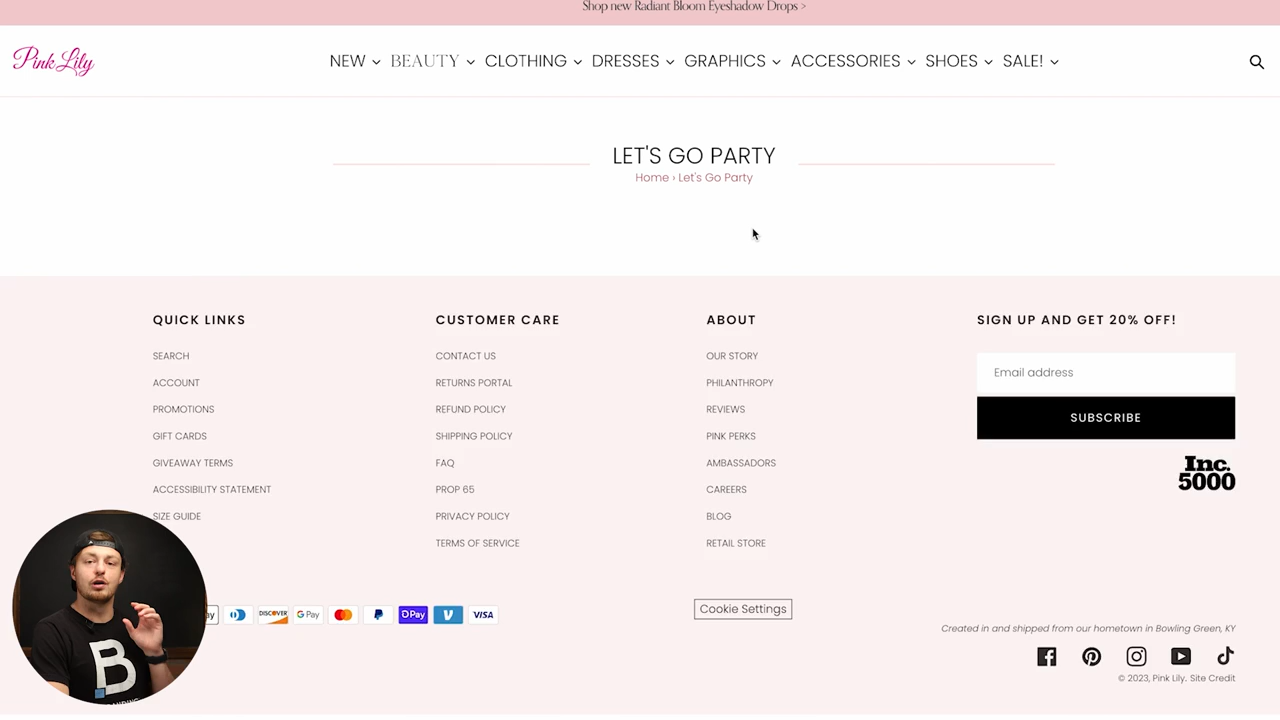 Shop new Radiant Bloom Eyeshadow Drops >
Pink Lily
NEW
BEAUTY
CLOTHING
DRESSES
GRAPHICS
ACCESSORIES
SHOES
SALE!
LET'S GO PARTY
Home › Let's Go Party
QUICK LINKS
SEARCH
ACCOUNT
PROMOTIONS
GIFT CARDS
GIVEAWAY TERMS
ACCESSIBILITY STATEMENT
SIZE GUIDE
CUSTOMER CARE
CONTACT US
RETURNS PORTAL
REFUND POLICY
SHIPPING POLICY
FAQ
PROP 65
PRIVACY POLICY
TERMS OF SERVICE
ABOUT
OUR STORY
PHILANTHROPY
REVIEWS
PINK PERKS
AMBASSADORS
CAREERS
BLOG
RETAIL STORE
SIGN UP AND GET 20% OFF!
Email address
SUBSCRIBE
Inc.
5000
B
DISCOVER
G Pay
OPay
VISA
Cookie Settings
Created in and shipped from our hometown in Bowling Green, KY
© 2023, Pink Lily. Site Credit